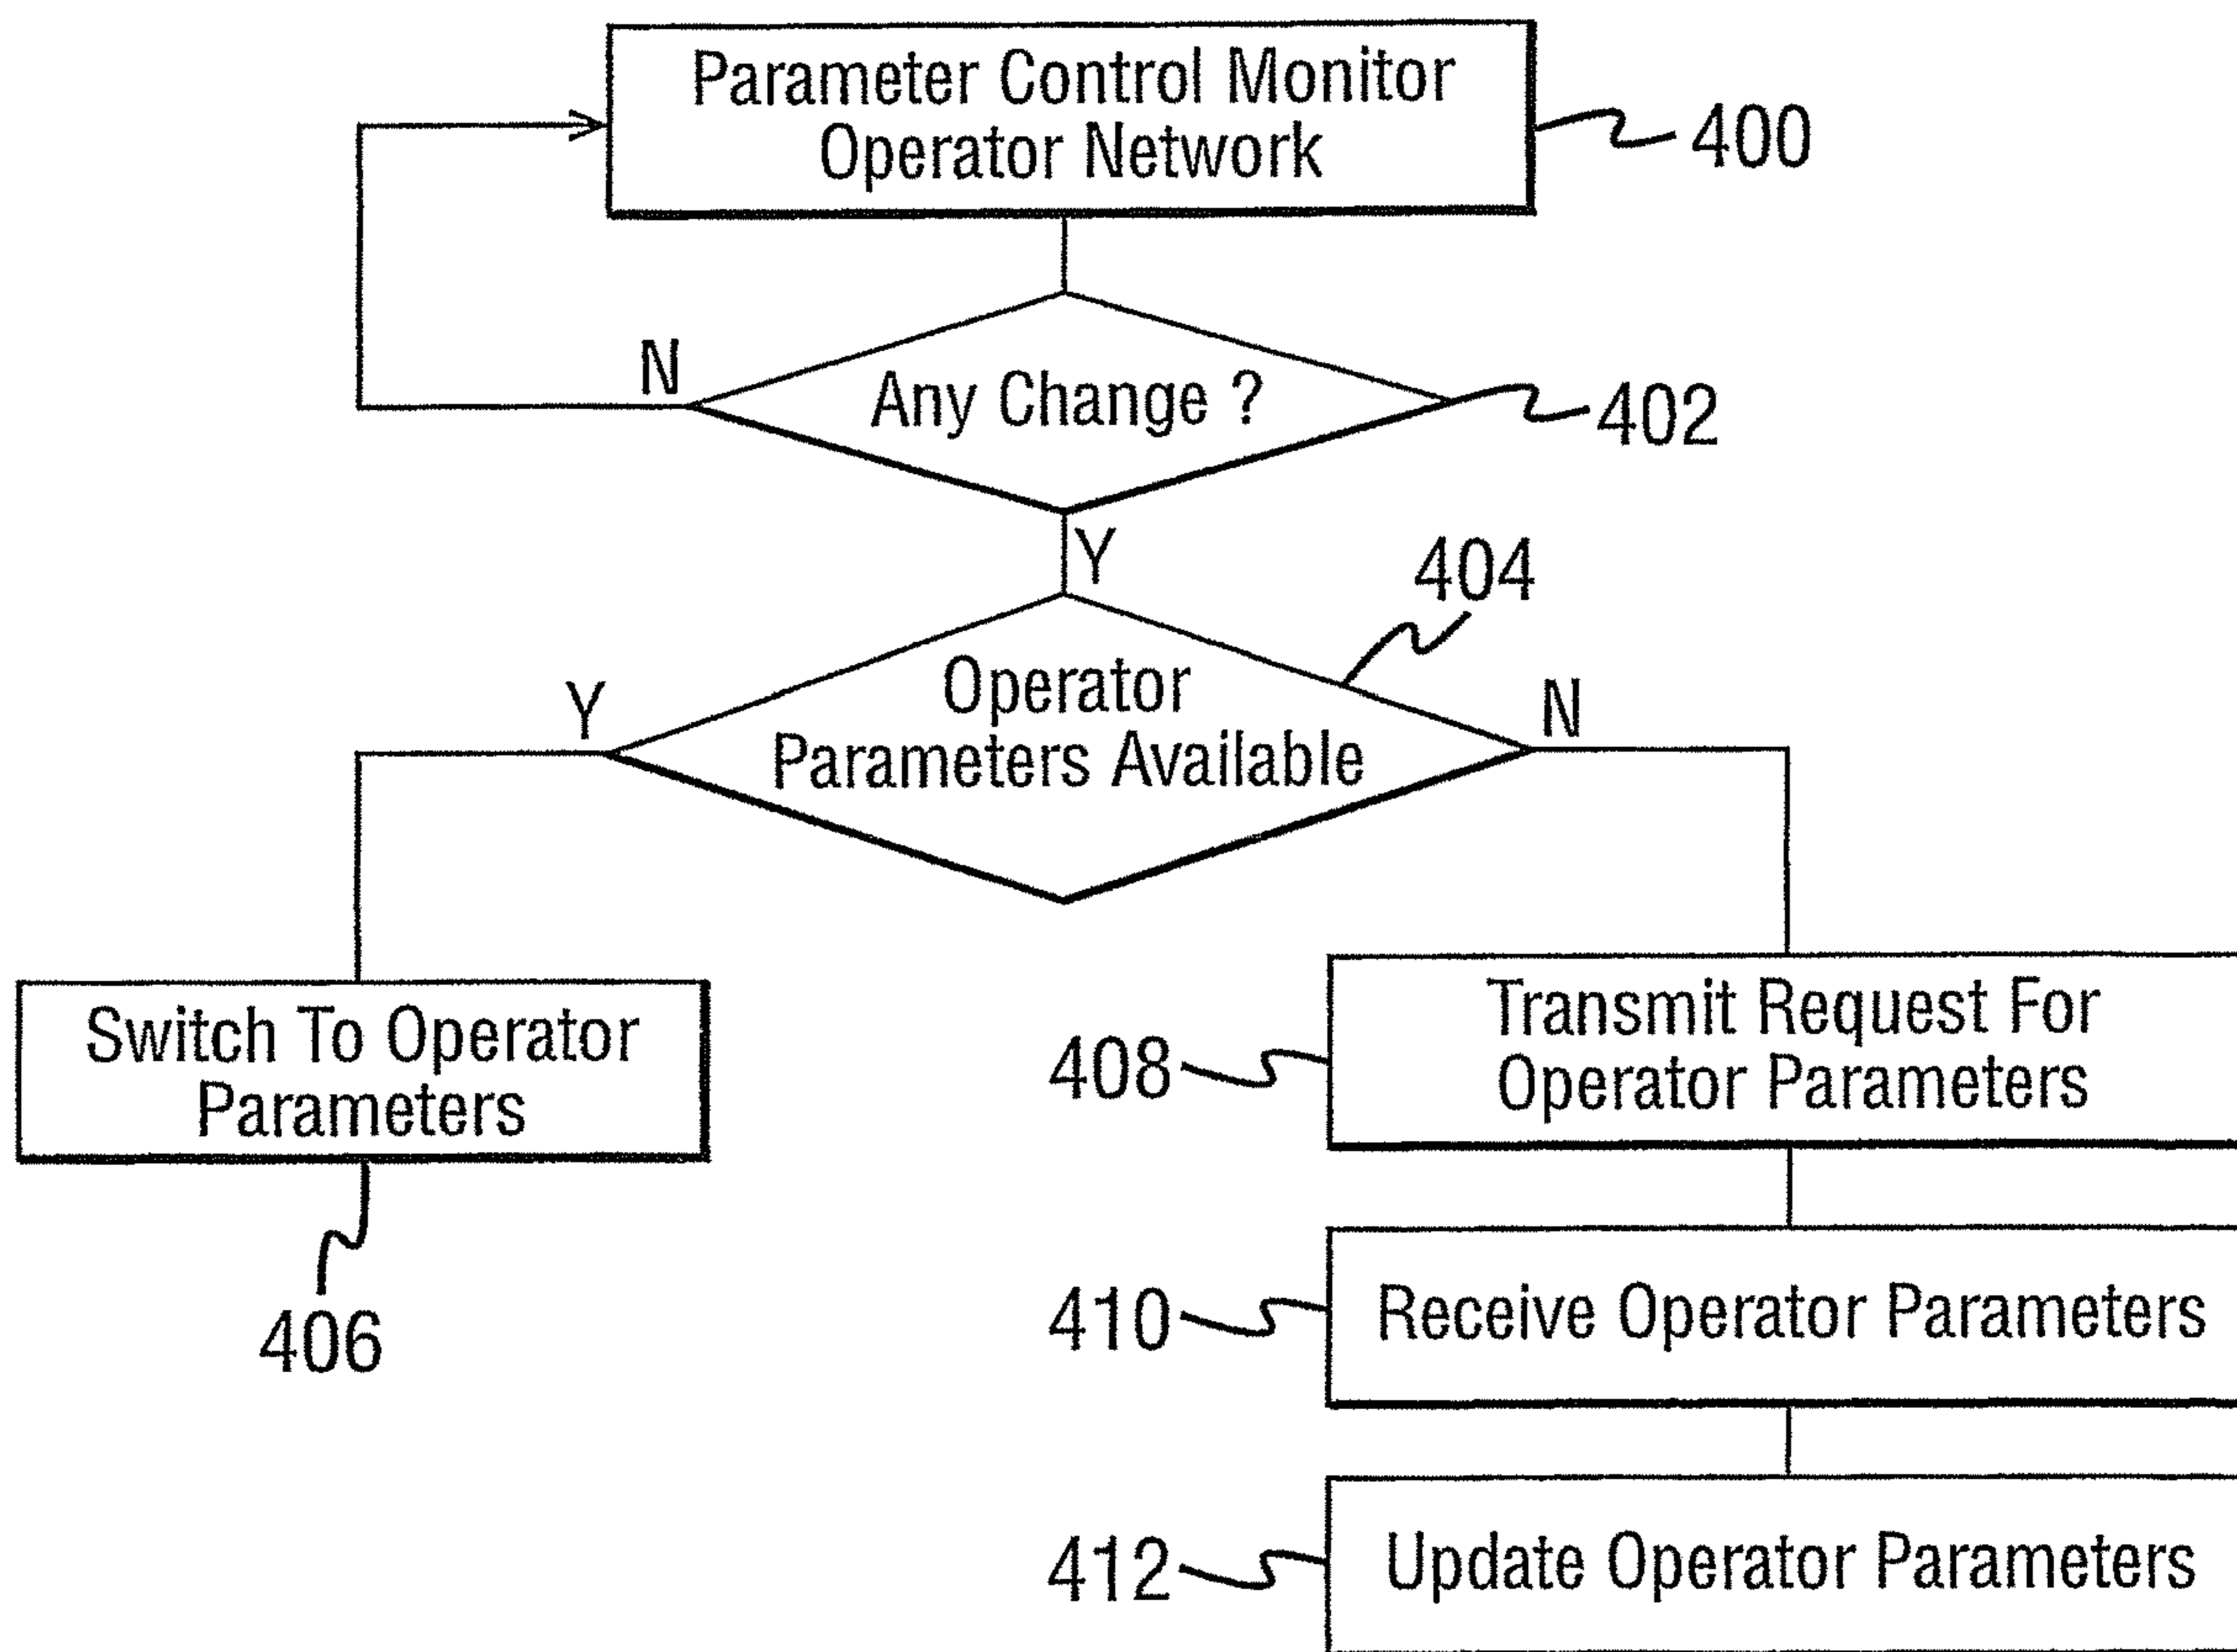 Parameter Control Monitor
Operator Network
400
N
Any Change ?
402
Y
404
Y
Operator
Parameters Available
N
Switch To Operator
Parameters
406
408
Transmit Request For
Operator Parameters
410
Receive Operator Parameters
412
Update Operator Parameters